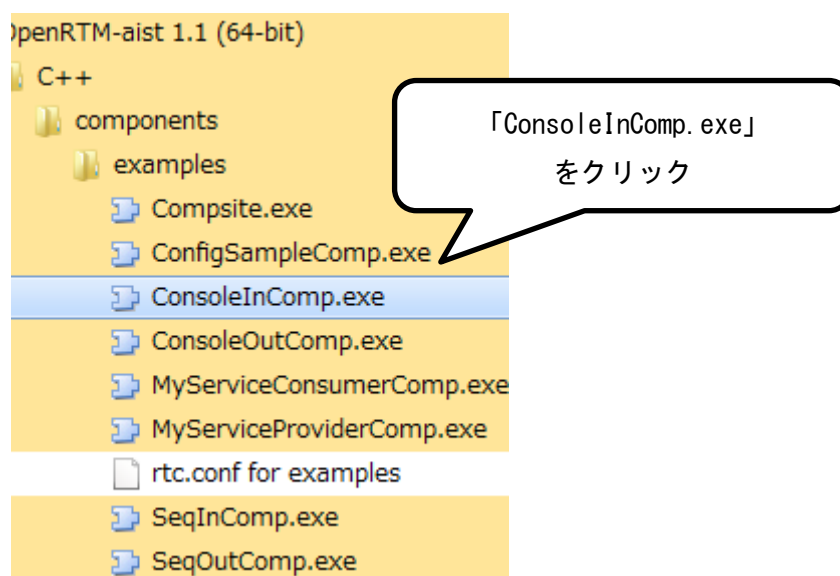 OpenRTM-aist 1.1 (64-bit)
C++
components
examples
Compsite.exe
ConfigSampleComp.exe
ConsoleInComp.exe
ConsoleOutComp.exe
MyServiceConsumerComp.exe
MyServiceProviderComp.exe
rtc.conf for examples
SeqInComp.exe
SeqOutComp.exe
「ConsoleInComp.exe」
をクリック